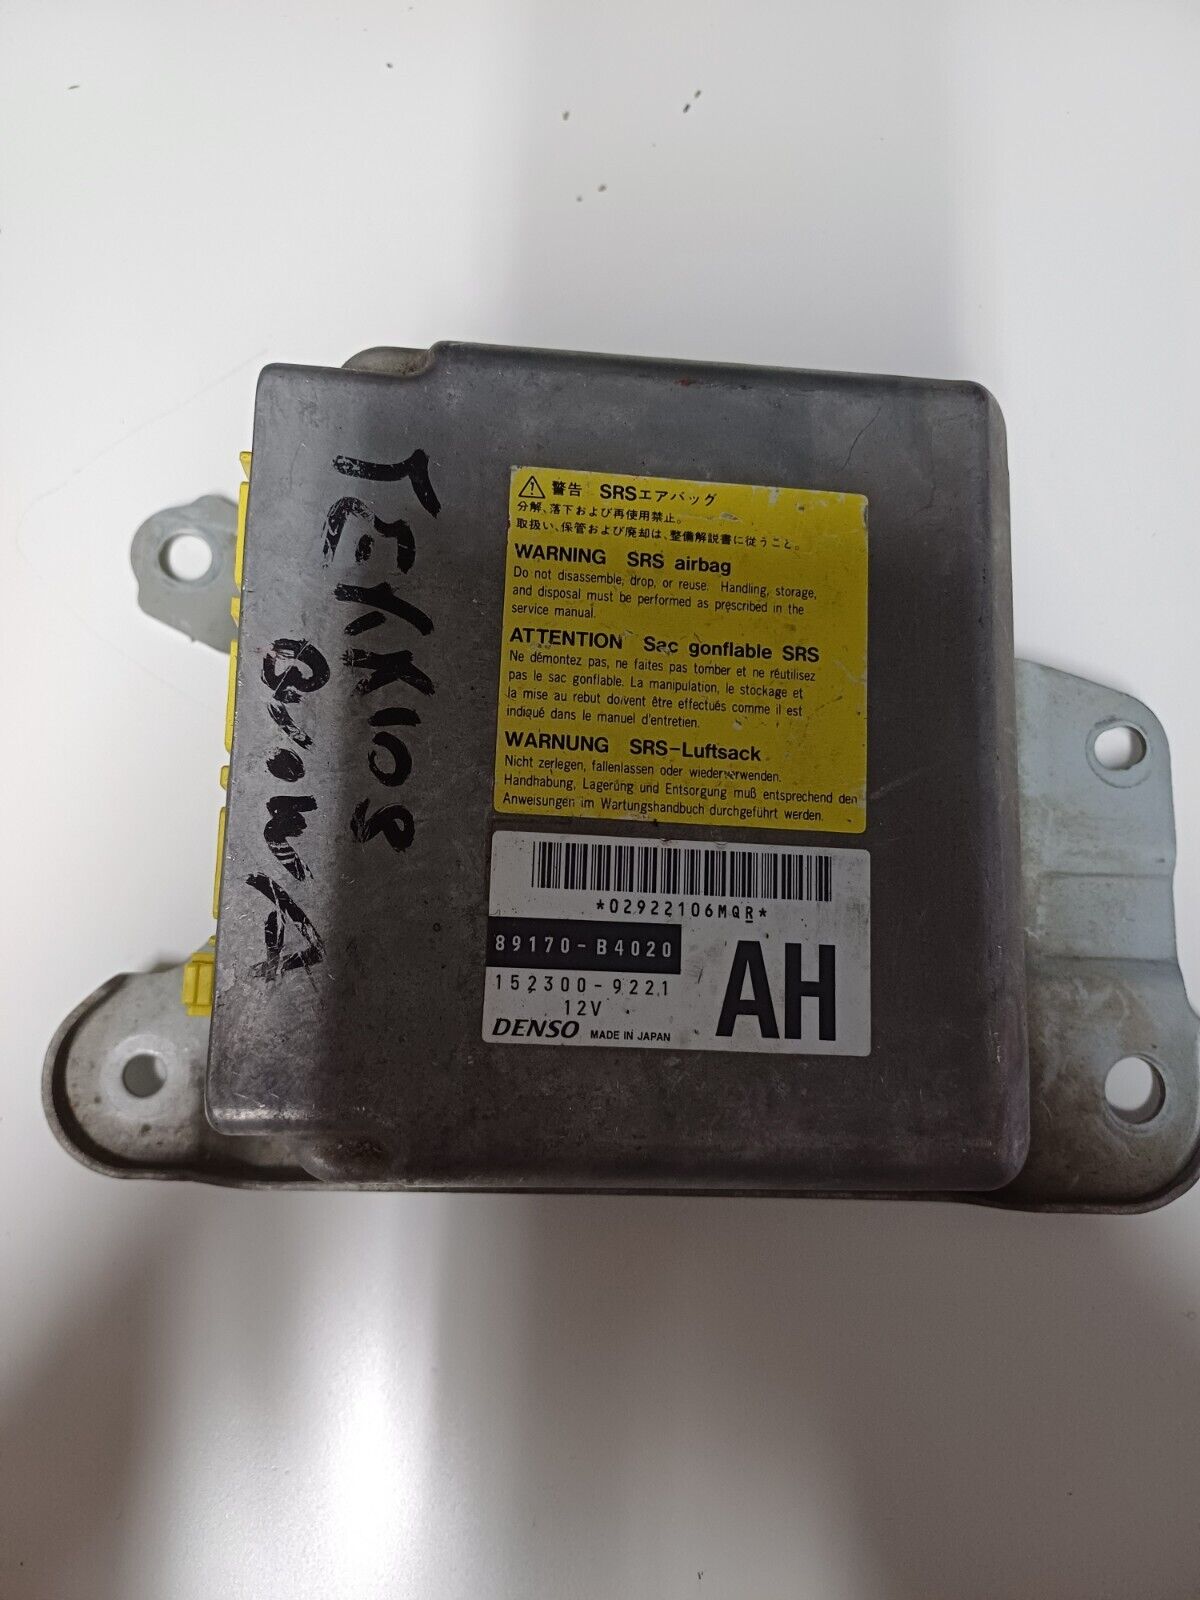 TEKKIOS
BUONA
警告 SRSエアバッグ
分解、落下および再使用禁止。
取扱い、保管および廃却は、整備解説書に従うこと。
WARNING SRS airbag
Do not disassemble, drop, or reuse. Handling, storage,
and disposal must be performed as prescribed in the
service manual.
ATTENTION Sac gonflable SRS
Ne démontez pas, ne faites pas tomber et ne réutilisez
pas le sac gonflable. La manipulation, le stockage et
la mise au rebut doivent être effectués comme il est
indiqué dans le manuel d'entretien.
WARNUNG SRS-Luftsack
Nicht zerlegen, fallenlassen oder wiederverwenden.
Handhabung, Lagerung und Entsorgung muß entsprechend den
Anweisungen im Wartungshandbuch durchgeführt werden.
*02922106MQR*
89170-B4020
AH
152300-9221
12V
DENSO MADE IN JAPAN